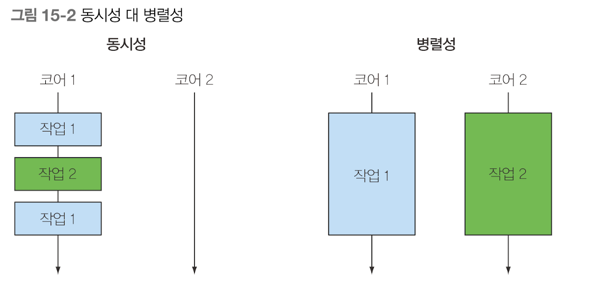 그림 15-2 동시성 대 병렬성
동시성 병렬성
코어 1 코어 2 코어 1 코어 2
작업 1
작업 2
작업 1
작업 1
작업 2